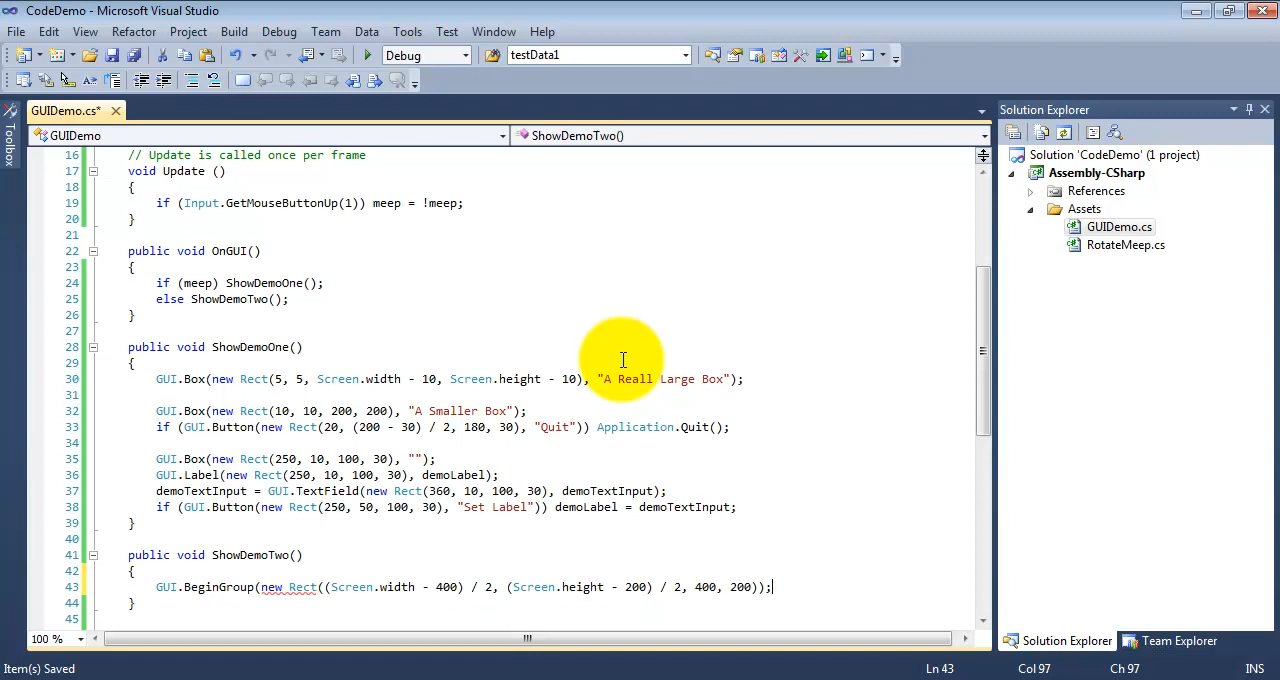 CodeDemo - Microsoft Visual Studio
File Edit View Refactor Project Build Debug Team Data Tools Test Window Help
Debug testData1
GUIDemo.cs*
GUIDemo ShowDemoTwo()
Toolbox
16 // Update is called once per frame
17 void Update ()
18 {
19 if (Input.GetMouseButtonUp(1)) meep = !meep;
20 }
21
22 public void OnGUI()
23 {
24 if (meep) ShowDemoOne();
25 else ShowDemoTwo();
26 }
27
28 public void ShowDemoOne()
29 {
30 GUI.Box(new Rect(5, 5, Screen.width - 10, Screen.height - 10), "A Reall Large Box");
31
32 GUI.Box(new Rect(10, 10, 200, 200), "A Smaller Box");
33 if (GUI.Button(new Rect(20, (200 - 30) / 2, 180, 30), "Quit")) Application.Quit();
34
35 GUI.Box(new Rect(250, 10, 100, 30), "");
36 GUI.Label(new Rect(250, 10, 100, 30), demoLabel);
37 demoTextInput = GUI.TextField(new Rect(360, 10, 100, 30), demoTextInput);
38 if (GUI.Button(new Rect(250, 50, 100, 30), "Set Label")) demoLabel = demoTextInput;
39 }
40
41 public void ShowDemoTwo()
42 {
43 GUI.BeginGroup(new Rect((Screen.width - 400) / 2, (Screen.height - 200) / 2, 400, 200));
44 }
45
100 %
Solution Explorer
Solution 'CodeDemo' (1 project)
Assembly-CSharp
References
Assets
GUIDemo.cs
RotateMeep.cs
Solution Explorer Team Explorer
Item(s) Saved Ln 43 Col 97 Ch 97 INS